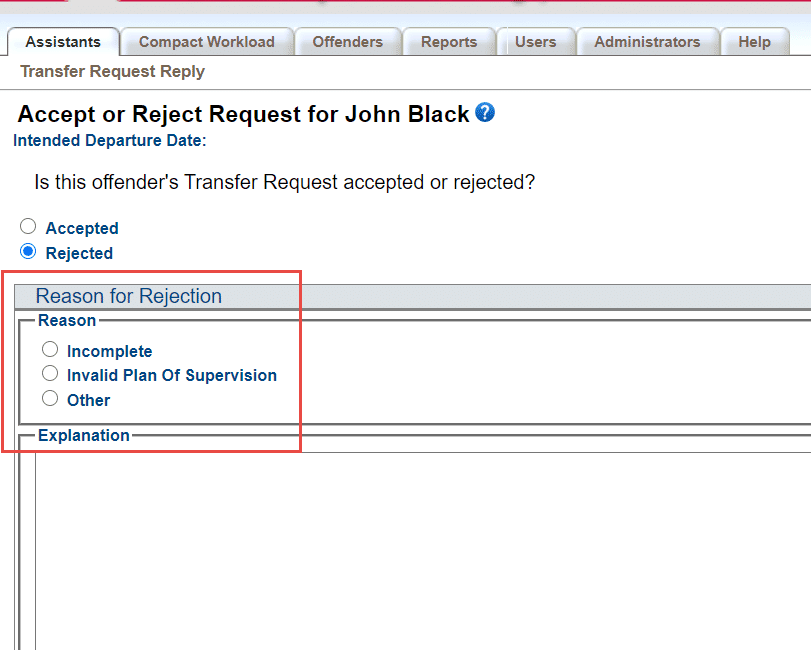 Assistants Compact Workload Offenders Reports Users Administrators Help
Transfer Request Reply
Accept or Reject Request for John Black ?
Intended Departure Date:
Is this offender's Transfer Request accepted or rejected?
Accepted
Rejected
Reason for Rejection
Reason
Incomplete
Invalid Plan Of Supervision
Other
Explanation